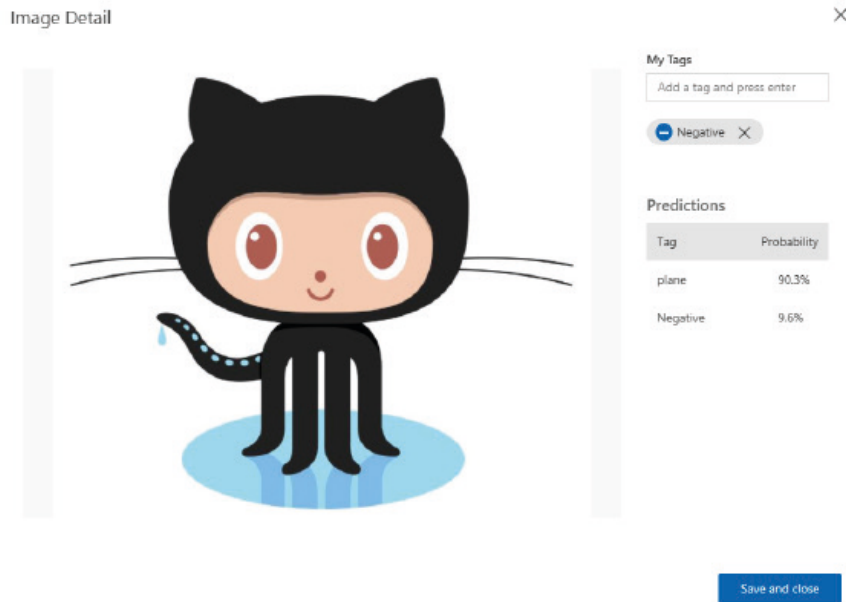 Image Detail
My Tags
Add a tag and press enter
Negative
Predictions
Tag Probability
plane 90.3%
Negative 9.6%
Save and close